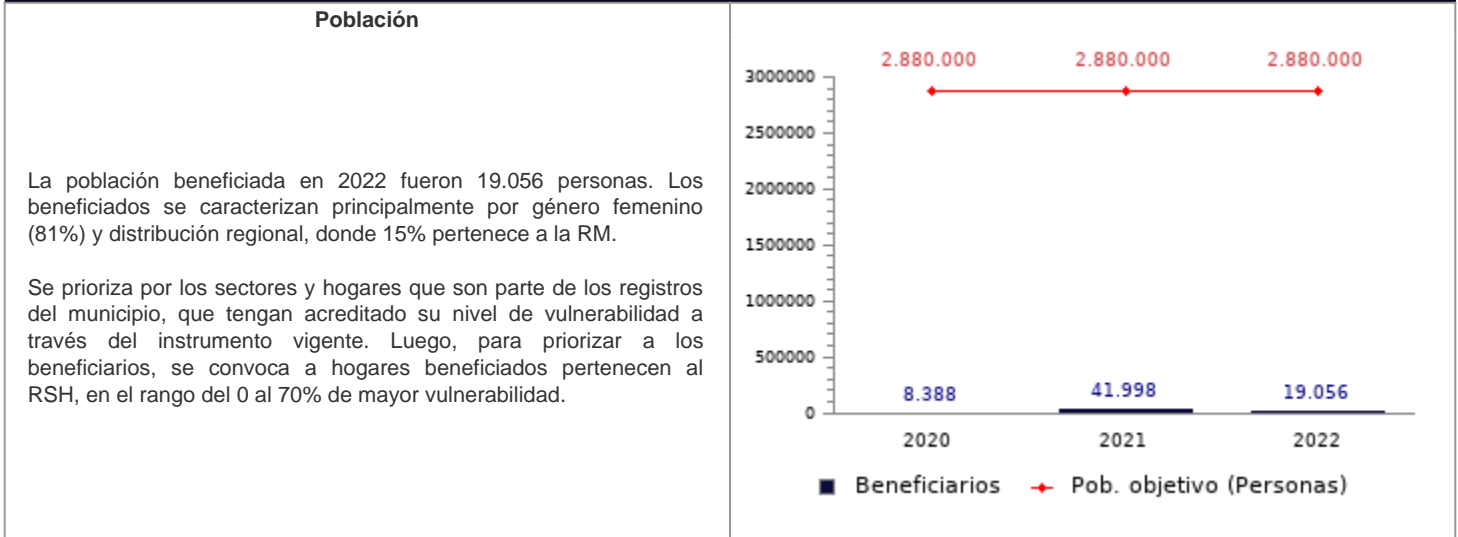 Población
La población beneficiada en 2022 fueron 19.056 personas. Los
beneficiados se caracterizan principalmente por género femenino
(81%) y distribución regional, donde 15% pertenece a la RM.
Se prioriza por los sectores y hogares que son parte de los registros
del municipio, que tengan acreditado su nivel de vulnerabilidad a
través del instrumento vigente. Luego, para priorizar a los
beneficiarios, se convoca a hogares beneficiados pertenecen al
RSH, en el rango del 0 al 70% de mayor vulnerabilidad.
2.880.000 2.880.000 2.880.000
3000000
2500000
2000000
1500000
1000000
500000
0
8.388 41.998 19.056
2020 2021 2022
Beneficiarios Pob. objetivo (Personas)